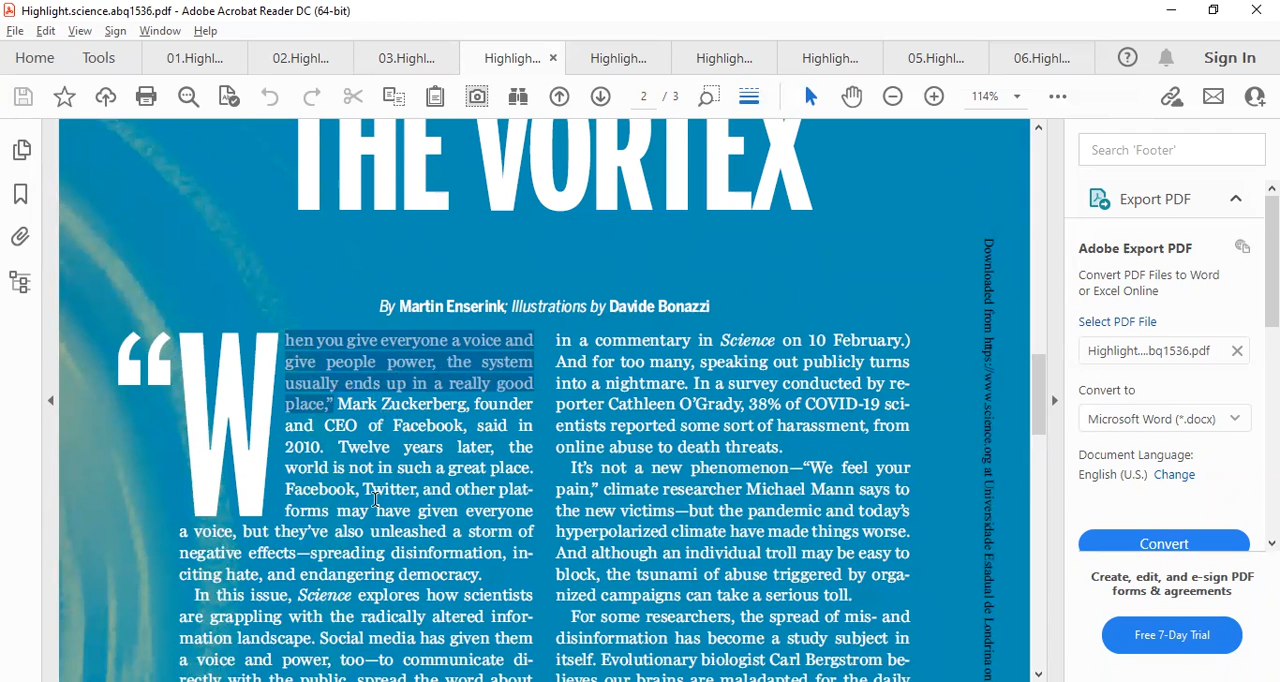 Highlight.science.abq1536.pdf - Adobe Acrobat Reader DC (64-bit)
File Edit View Sign Window Help
Home Tools 01.Highl... 02.Highl... 03.Highl... Highligh... × Highligh... Highligh... Highligh... 05.Highl... 06.Highl... Sign In
2 / 3 114%
THE VORTEX
By Martin Enserink; Illustrations by Davide Bonazzi
“When you give everyone a voice and
give people power, the system
usually ends up in a really good
place,” Mark Zuckerberg, founder
and CEO of Facebook, said in
2010. Twelve years later, the
world is not in such a great place.
Facebook, Twitter, and other plat-
forms may have given everyone
a voice, but they’ve also unleashed a storm of
negative effects—spreading disinformation, in-
citing hate, and endangering democracy.
In this issue, Science explores how scientists
are grappling with the radically altered infor-
mation landscape. Social media has given them
a voice and power, too—to communicate di-
rectly with the public, spread the word about
in a commentary in Science on 10 February.)
And for too many, speaking out publicly turns
into a nightmare. In a survey conducted by re-
porter Cathleen O’Grady, 38% of COVID-19 sci-
entists reported some sort of harassment, from
online abuse to death threats.
It’s not a new phenomenon—“We feel your
pain,” climate researcher Michael Mann says to
the new victims—but the pandemic and today’s
hyperpolarized climate have made things worse.
And although an individual troll may be easy to
block, the tsunami of abuse triggered by orga-
nized campaigns can take a serious toll.
For some researchers, the spread of mis- and
disinformation has become a study subject in
itself. Evolutionary biologist Carl Bergstrom be-
lieves our brains are maladapted for the daily
Downloaded from https://www.science.org at Universidade Estadual de Londrina on
Search 'Footer'
Export PDF
Adobe Export PDF
Convert PDF Files to Word
or Excel Online
Select PDF File
Highlight....bq1536.pdf
Convert to
Microsoft Word (*.docx)
Document Language:
English (U.S.) Change
Convert
Create, edit, and e-sign PDF
forms & agreements
Free 7-Day Trial